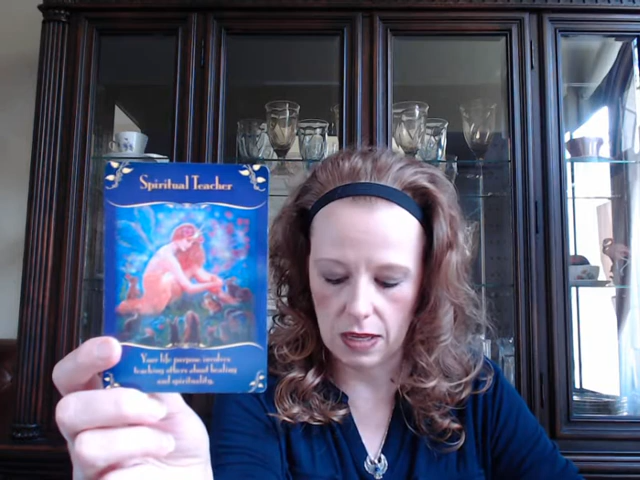 Spiritual Teacher
Your life purpose involves
teaching others about healing
and spirituality.